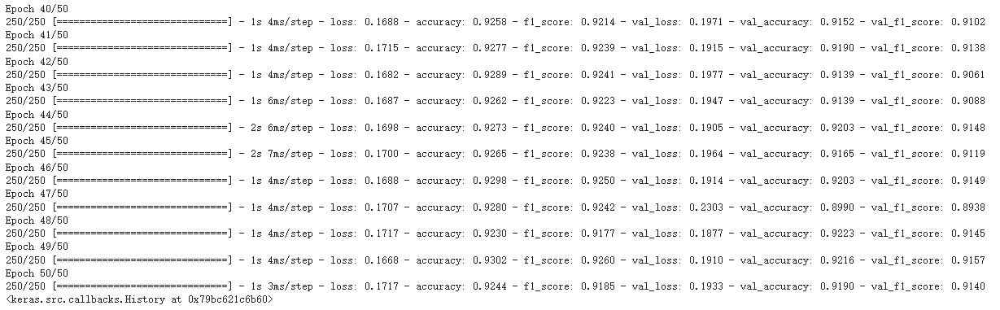 Epoch 40/50
250/250 [==============================] - 1s 4ms/step - loss: 0.1688 - accuracy: 0.9258 - f1_score: 0.9214 - val_loss: 0.1971 - val_accuracy: 0.9152 - val_f1_score: 0.9102
Epoch 41/50
250/250 [==============================] - 1s 4ms/step - loss: 0.1715 - accuracy: 0.9277 - f1_score: 0.9239 - val_loss: 0.1915 - val_accuracy: 0.9190 - val_f1_score: 0.9138
Epoch 42/50
250/250 [==============================] - 1s 4ms/step - loss: 0.1682 - accuracy: 0.9289 - f1_score: 0.9241 - val_loss: 0.1977 - val_accuracy: 0.9139 - val_f1_score: 0.9061
Epoch 43/50
250/250 [==============================] - 1s 6ms/step - loss: 0.1687 - accuracy: 0.9262 - f1_score: 0.9223 - val_loss: 0.1947 - val_accuracy: 0.9139 - val_f1_score: 0.9088
Epoch 44/50
250/250 [==============================] - 2s 6ms/step - loss: 0.1698 - accuracy: 0.9273 - f1_score: 0.9240 - val_loss: 0.1905 - val_accuracy: 0.9203 - val_f1_score: 0.9148
Epoch 45/50
250/250 [==============================] - 2s 7ms/step - loss: 0.1700 - accuracy: 0.9265 - f1_score: 0.9238 - val_loss: 0.1964 - val_accuracy: 0.9165 - val_f1_score: 0.9119
Epoch 46/50
250/250 [==============================] - 1s 4ms/step - loss: 0.1688 - accuracy: 0.9298 - f1_score: 0.9250 - val_loss: 0.1914 - val_accuracy: 0.9203 - val_f1_score: 0.9149
Epoch 47/50
250/250 [==============================] - 1s 4ms/step - loss: 0.1707 - accuracy: 0.9280 - f1_score: 0.9242 - val_loss: 0.2303 - val_accuracy: 0.8990 - val_f1_score: 0.8938
Epoch 48/50
250/250 [==============================] - 1s 4ms/step - loss: 0.1717 - accuracy: 0.9230 - f1_score: 0.9177 - val_loss: 0.1877 - val_accuracy: 0.9223 - val_f1_score: 0.9145
Epoch 49/50
250/250 [==============================] - 1s 4ms/step - loss: 0.1668 - accuracy: 0.9302 - f1_score: 0.9260 - val_loss: 0.1910 - val_accuracy: 0.9216 - val_f1_score: 0.9157
Epoch 50/50
250/250 [==============================] - 1s 3ms/step - loss: 0.1717 - accuracy: 0.9244 - f1_score: 0.9185 - val_loss: 0.1933 - val_accuracy: 0.9190 - val_f1_score: 0.9140
<keras.src.callbacks.History at 0x79bc621c6b60>